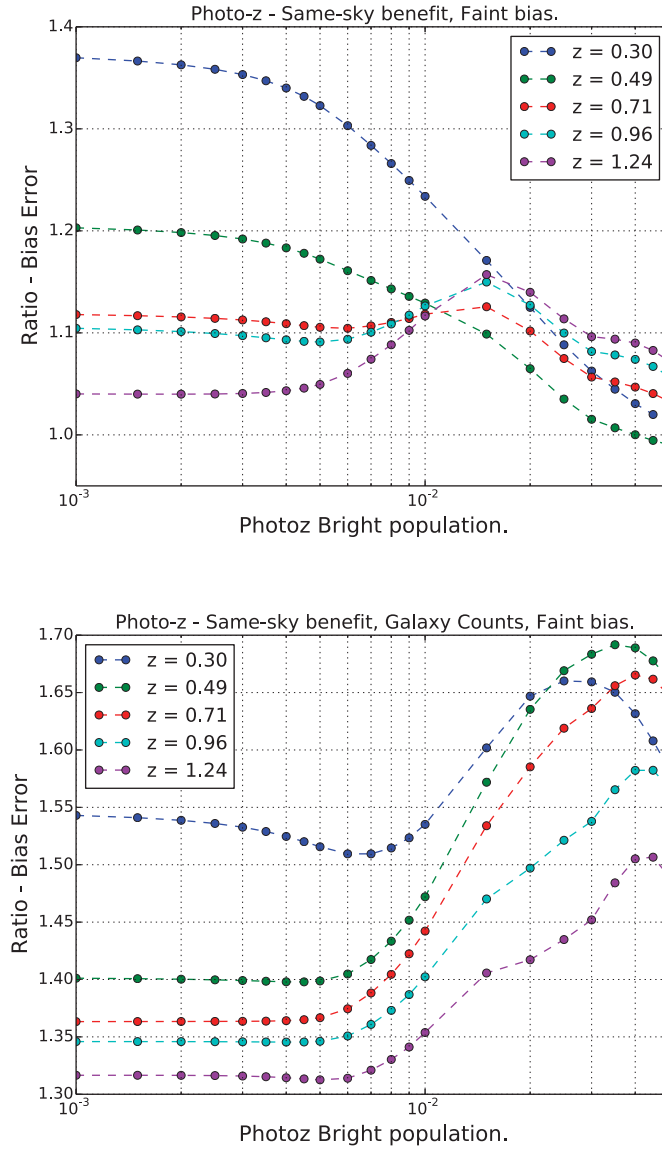 Photo-z - Same-sky benefit, Faint bias.
1.4
1.3
1.2
1.1
1.0
Ratio - Bias Error
z = 0.30
z = 0.49
z = 0.71
z = 0.96
z = 1.24
10^-3
10^-2
Photoz Bright population.
Photo-z - Same-sky benefit, Galaxy Counts, Faint bias.
1.70
1.65
1.60
1.55
1.50
1.45
1.40
1.35
1.30
Ratio - Bias Error
z = 0.30
z = 0.49
z = 0.71
z = 0.96
z = 1.24
10^-3
10^-2
Photoz Bright population.